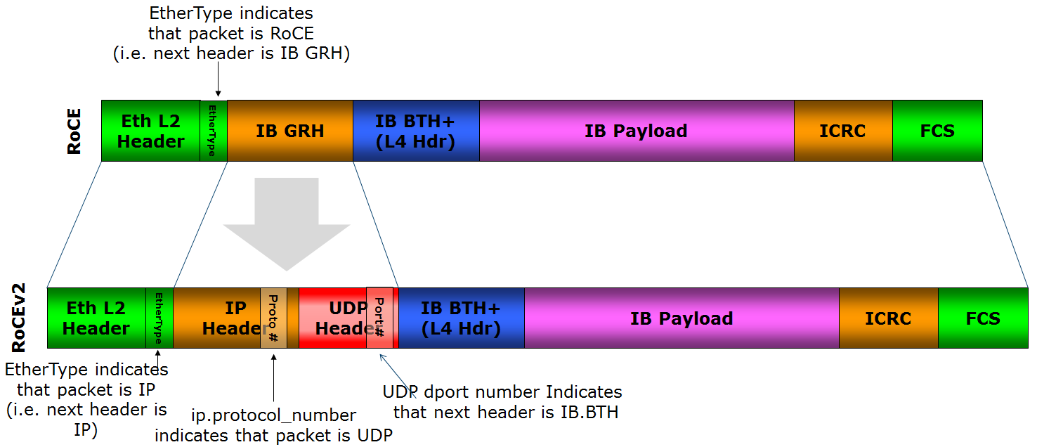 EtherType indicates
that packet is RoCE
(i.e. next header is IB GRH)
RoCE
Eth L2
Header
EtherType
IB GRH
IB BTH+
(L4 Hdr)
IB Payload
ICRC
FCS
RoCEv2
Eth L2
Header
EtherType
IP
Header
Proto #
UDP
Header
Port #
IB BTH+
(L4 Hdr)
IB Payload
ICRC
FCS
EtherType indicates
that packet is IP
(i.e. next header is
IP)
ip.protocol_number
indicates that packet is UDP
UDP dport number Indicates
that next header is IB.BTH